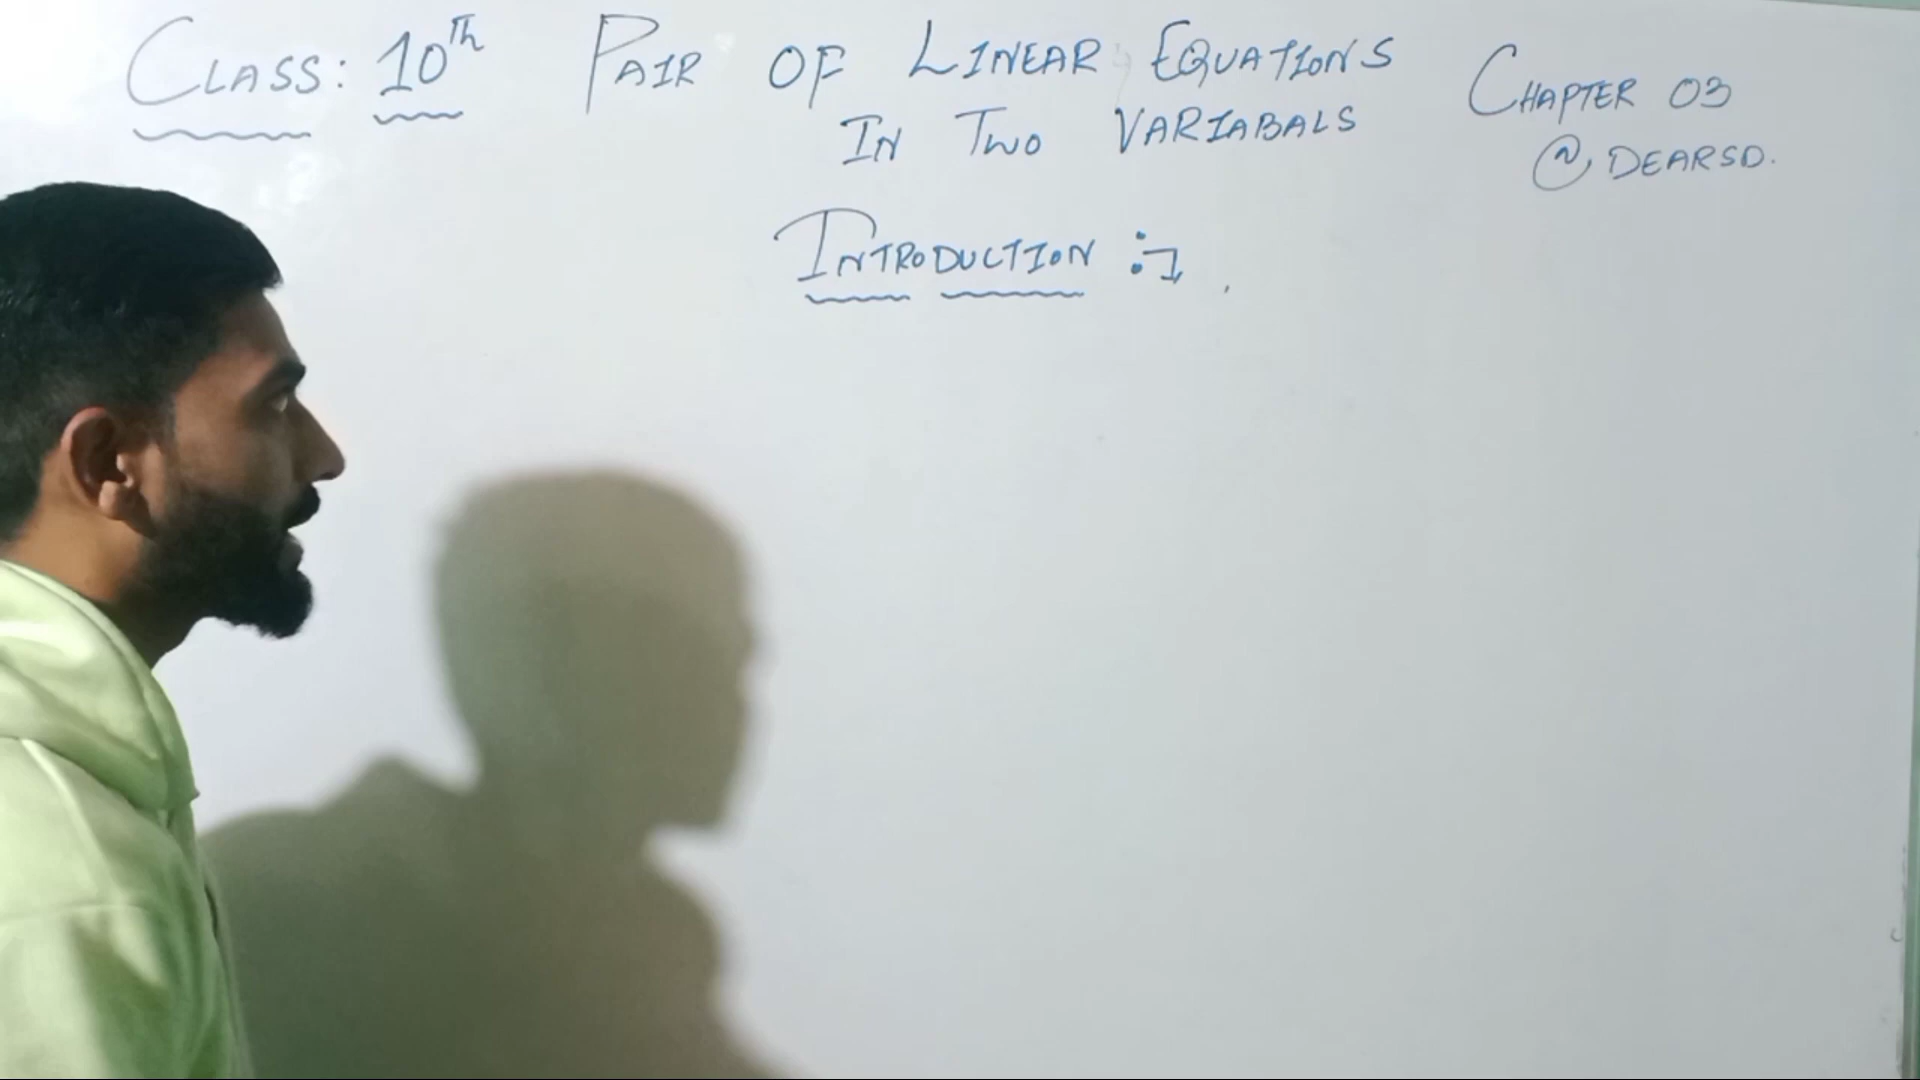 CLASS: 10th PAIR OF LINEAR EQUATIONS
IN TWO VARIABALS
CHAPTER 03
@ DEARSD.
INTRODUCTION :-